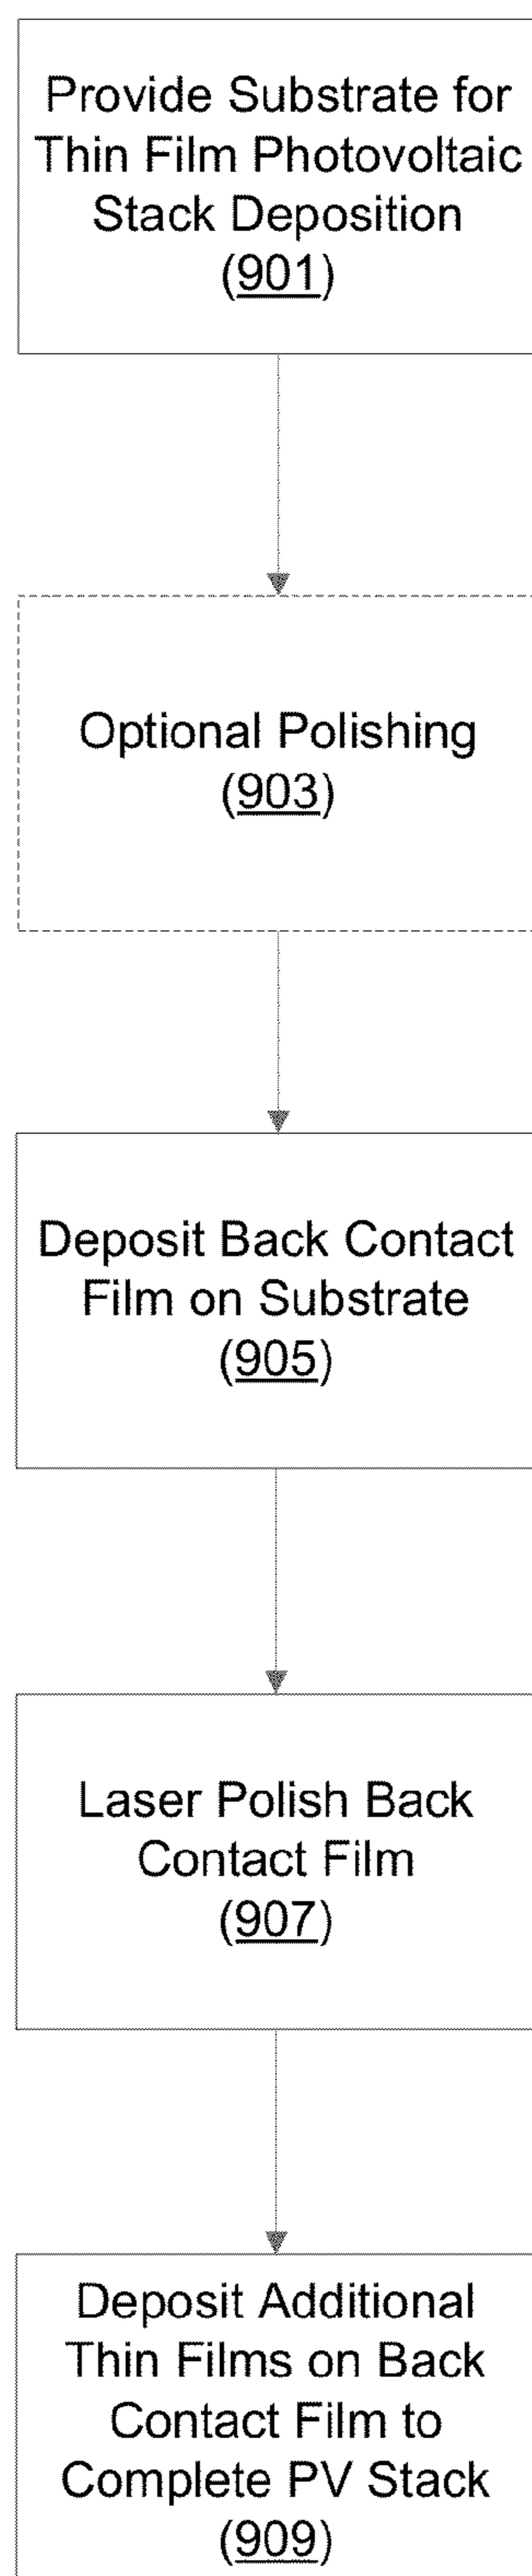 Provide Substrate for
Thin Film Photovoltaic
Stack Deposition
(901)
Optional Polishing
(903)
Deposit Back Contact
Film on Substrate
(905)
Laser Polish Back
Contact Film
(907)
Deposit Additional
Thin Films on Back
Contact Film to
Complete PV Stack
(909)